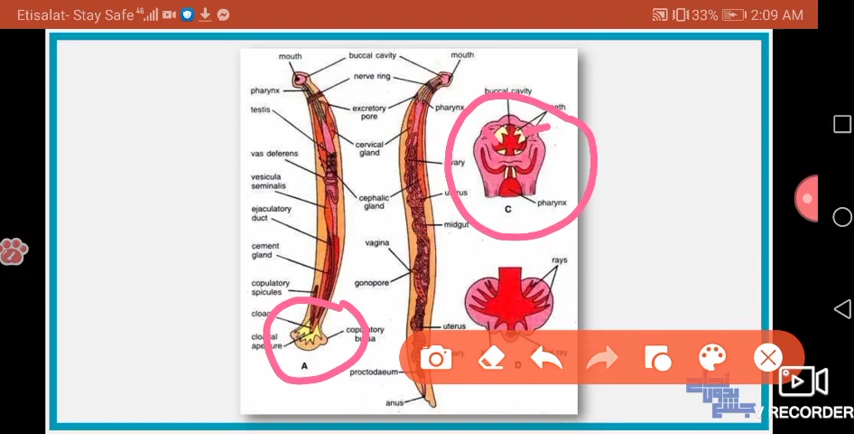 Etisalat- Stay Safe 4G 33% 2:09 AM
mouth
buccal cavity
mouth
nerve ring
pharynx
testis
excretory
pore
pharynx
buccal cavity
cervical
gland
vas deferens
vesicula
seminalis
cephalic
gland
ejaculatory
duct
midgut
pharynx
C
cement
gland
vagina
rays
copulatory
spicules
gonopore
uterus
A
D
proctodaeum
anus
V RECORDER